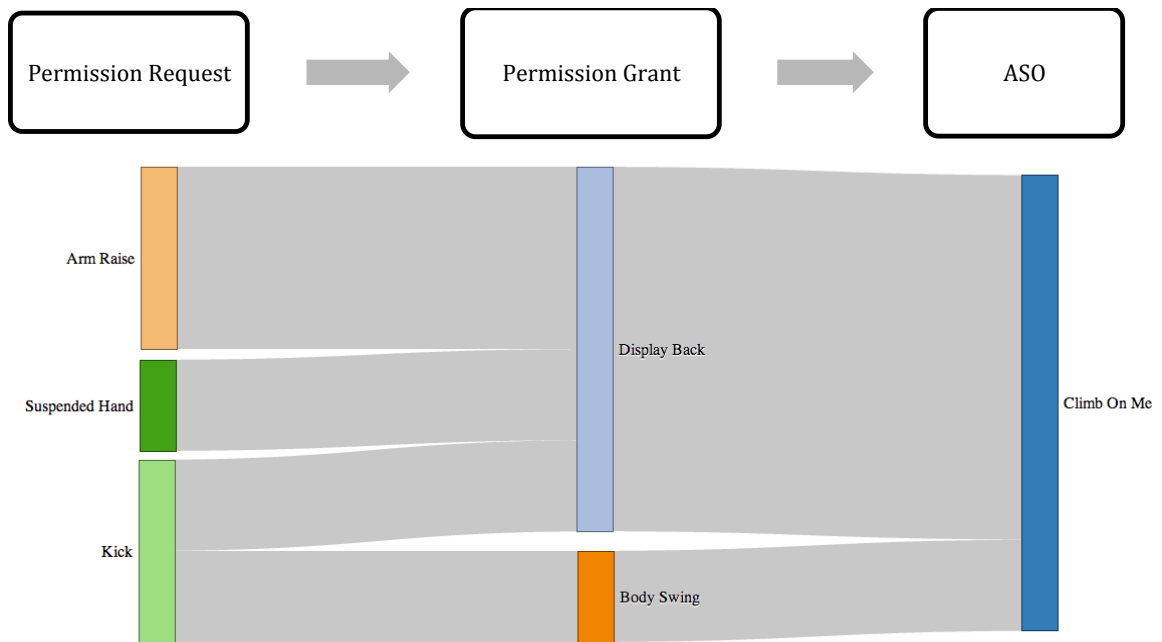 Permission Request
Permission Grant
ASO
Arm Raise
Display Back
Suspended Hand
Climb On Me
Kick
Body Swing